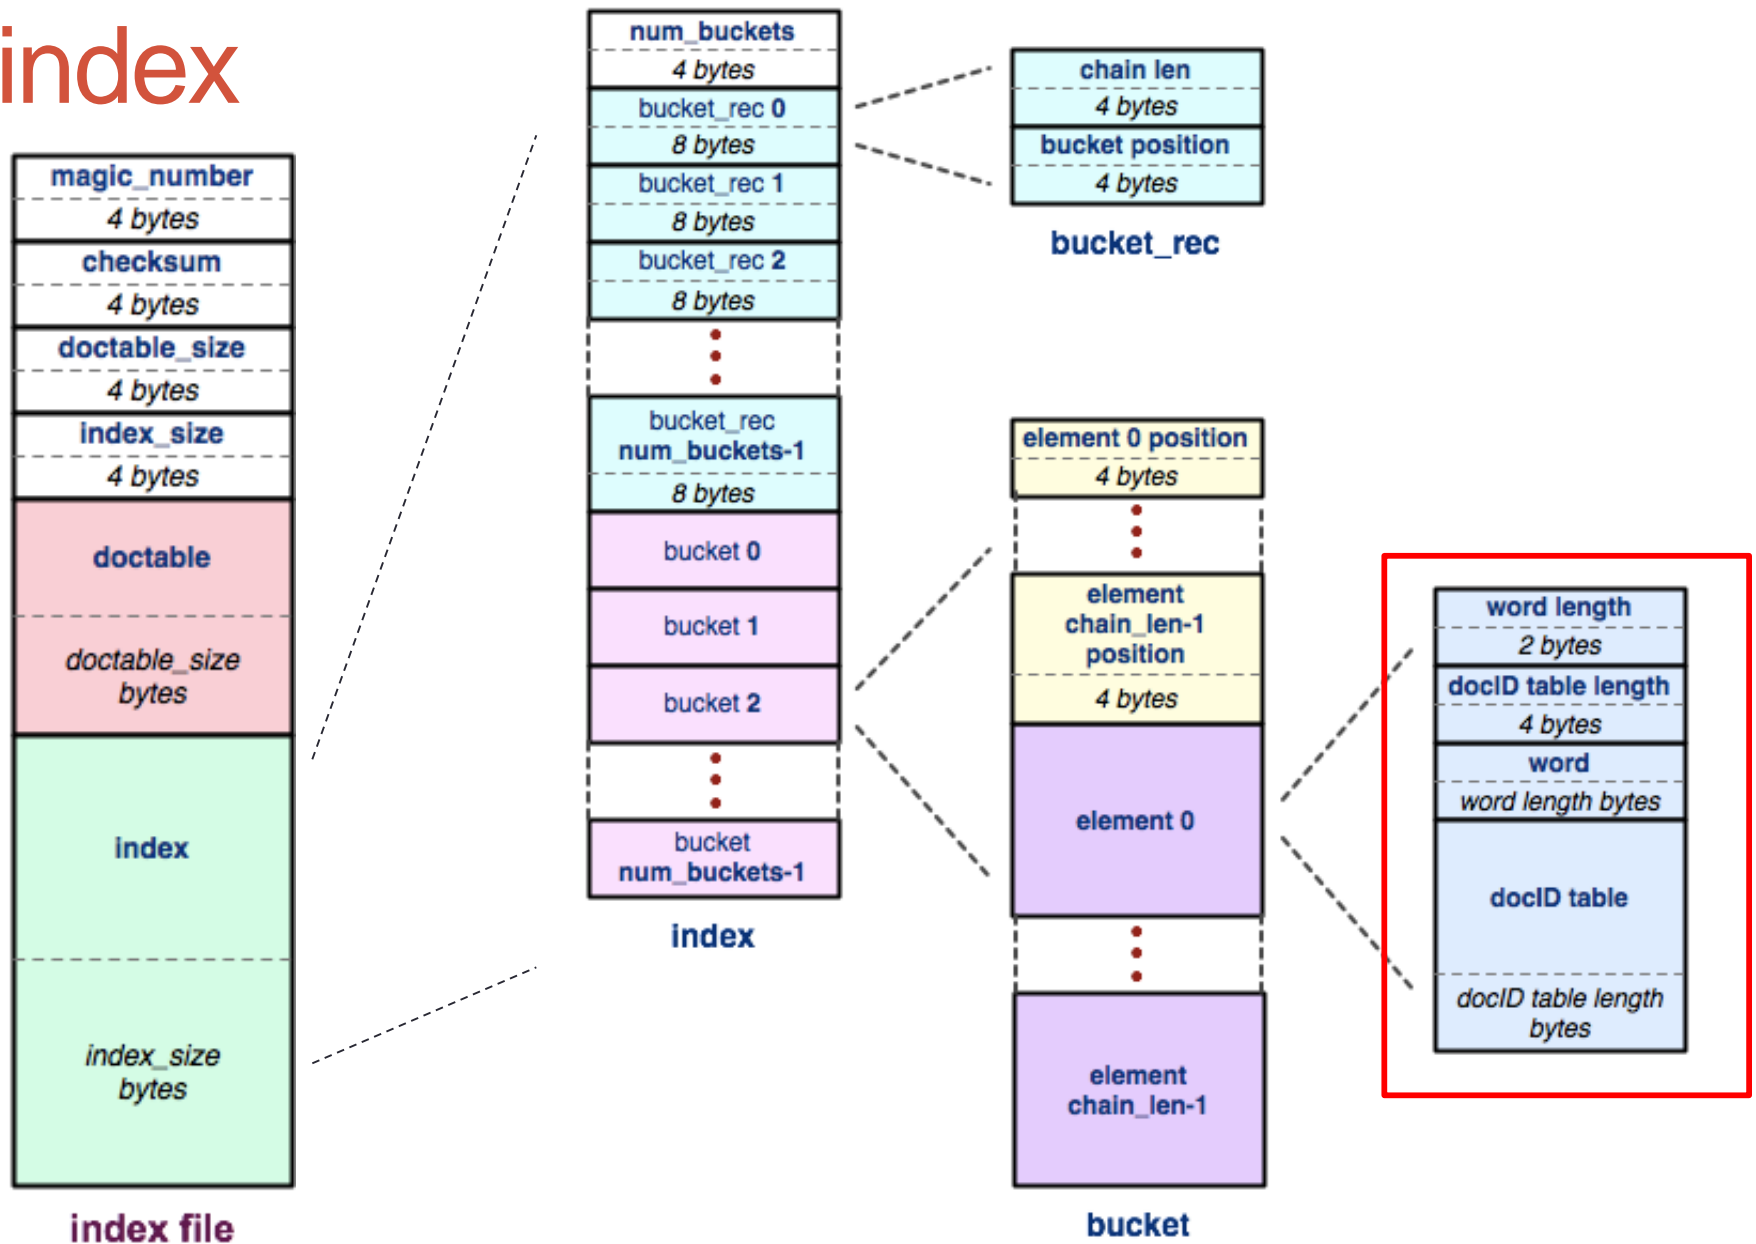 index
magic_number
4 bytes
checksum
4 bytes
doctable_size
4 bytes
index_size
4 bytes
doctable
doctable_size
bytes
index
index_size
bytes
index file
num_buckets
4 bytes
bucket_rec 0
8 bytes
bucket_rec 1
8 bytes
bucket_rec 2
8 bytes
bucket_rec
num_buckets-1
8 bytes
bucket 0
bucket 1
bucket 2
bucket
num_buckets-1
index
chain len
4 bytes
bucket position
4 bytes
bucket_rec
element 0 position
4 bytes
element
chain_len-1
position
4 bytes
element 0
element
chain_len-1
bucket
word length
2 bytes
docID table length
4 bytes
word
word length bytes
docID table
docID table length
bytes